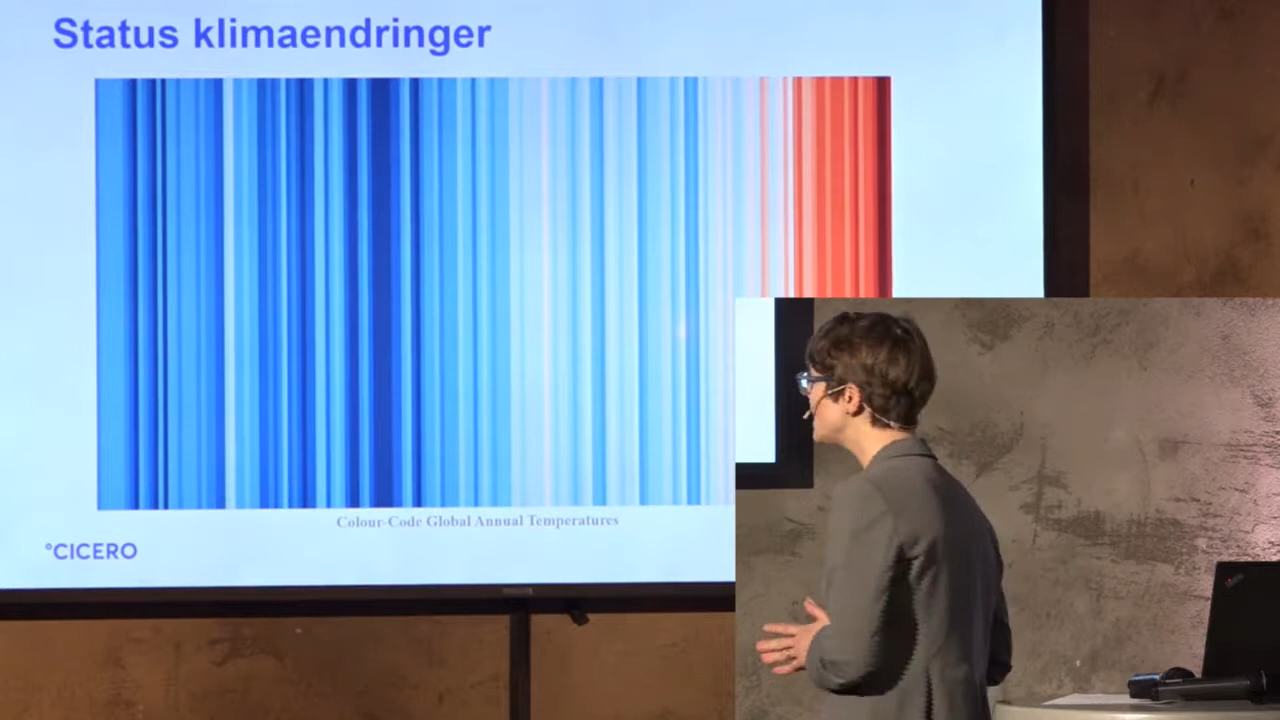 Status klimaendringer
Colour-Code Global Annual Temperatures
°CICERO